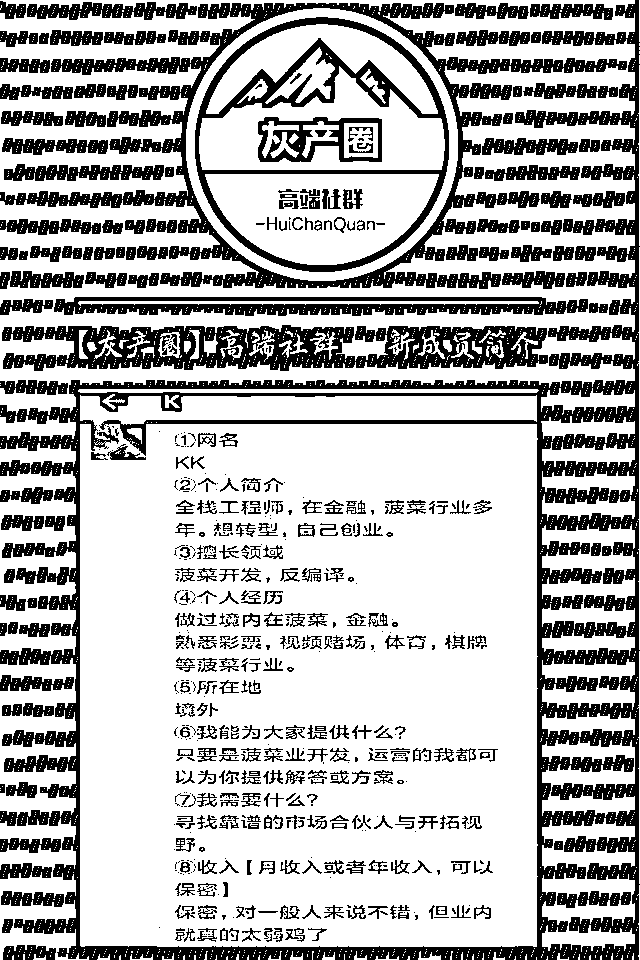 灰产圈
高端社群
-HuiChanQuan-
【灰产圈】高端社群 新成员简介
← K
①网名
KK
②个人简介
全栈工程师，在金融，菠菜行业多
年。想转型，自己创业。
③擅长领域
菠菜开发，反编译。
④个人经历
做过境内在菠菜，金融。
熟悉彩票，视频赌场，体育，棋牌
等菠菜行业。
⑤所在地
境外
⑥我能为大家提供什么？
只要是菠菜业开发，运营的我都可
以为你提供解答或方案。
⑦我需要什么？
寻找靠谱的市场合伙人与开拓视
野。
⑧收入【月收入或者年收入，可以
保密】
保密，对一般人来说不错，但业内
就真的太弱鸡了